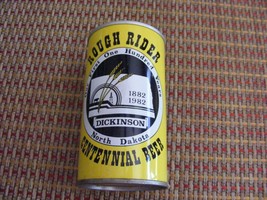 ROUGH RIDER
One Hundred Years
1882
1982
DICKINSON
North Dakota
CENTENNIAL BEER